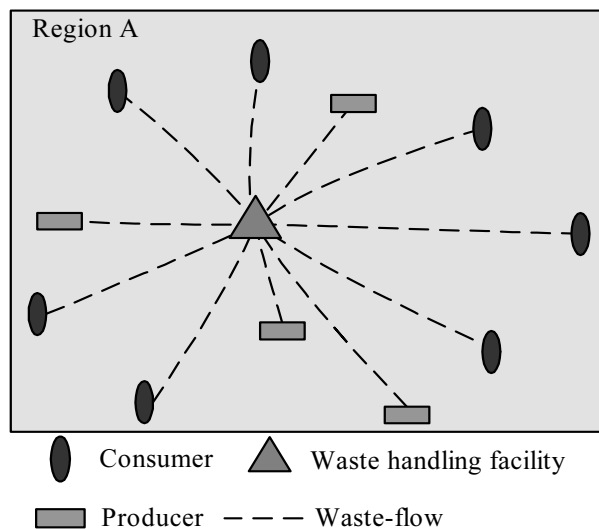 Region A
Consumer Waste handling facility
Producer Waste-flow